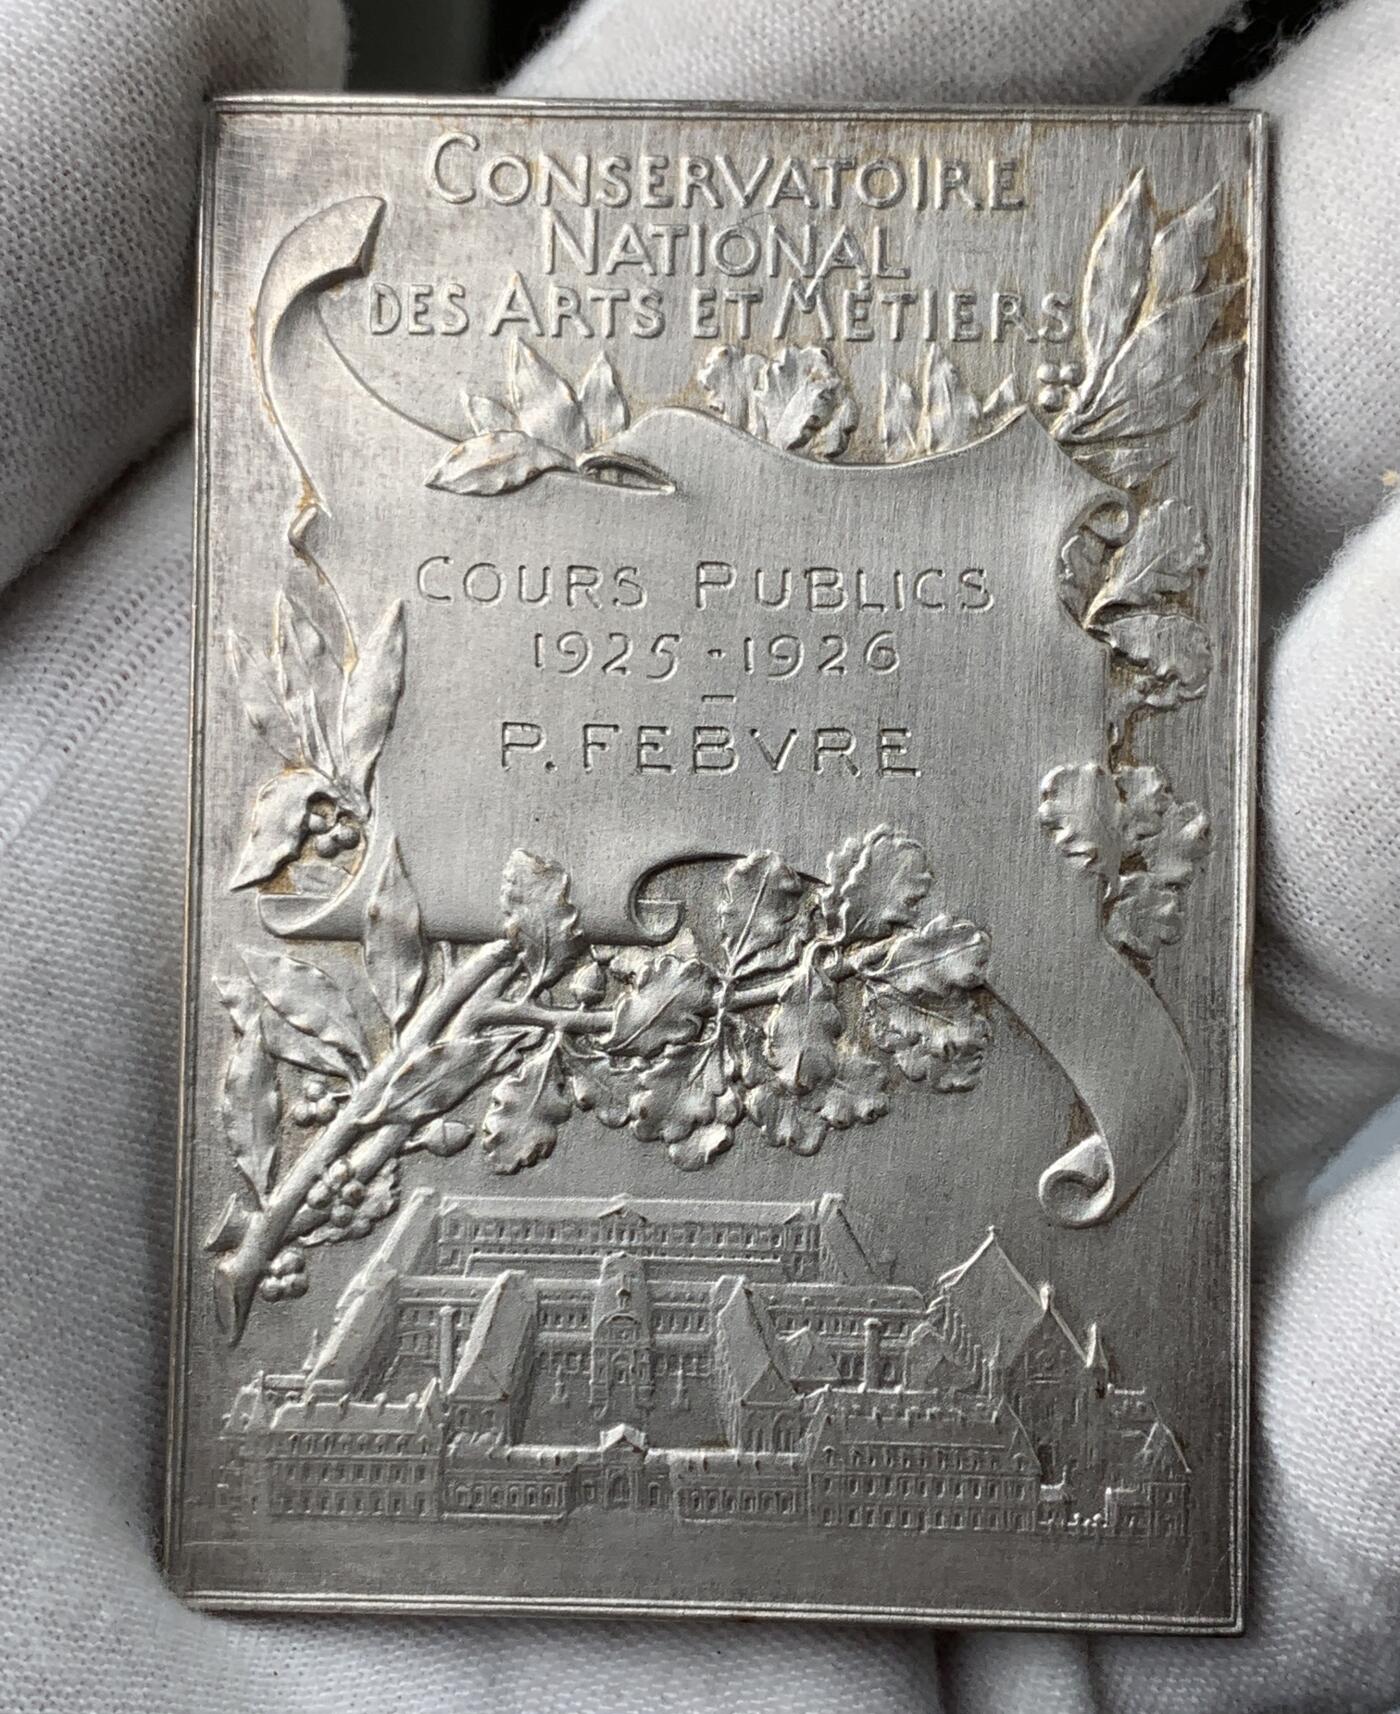 CONSERVATOIRE
NATIONAL
DES ARTS ET MÉTIERS
COURS PUBLICS
1925-1926
-
P. FEBVRE